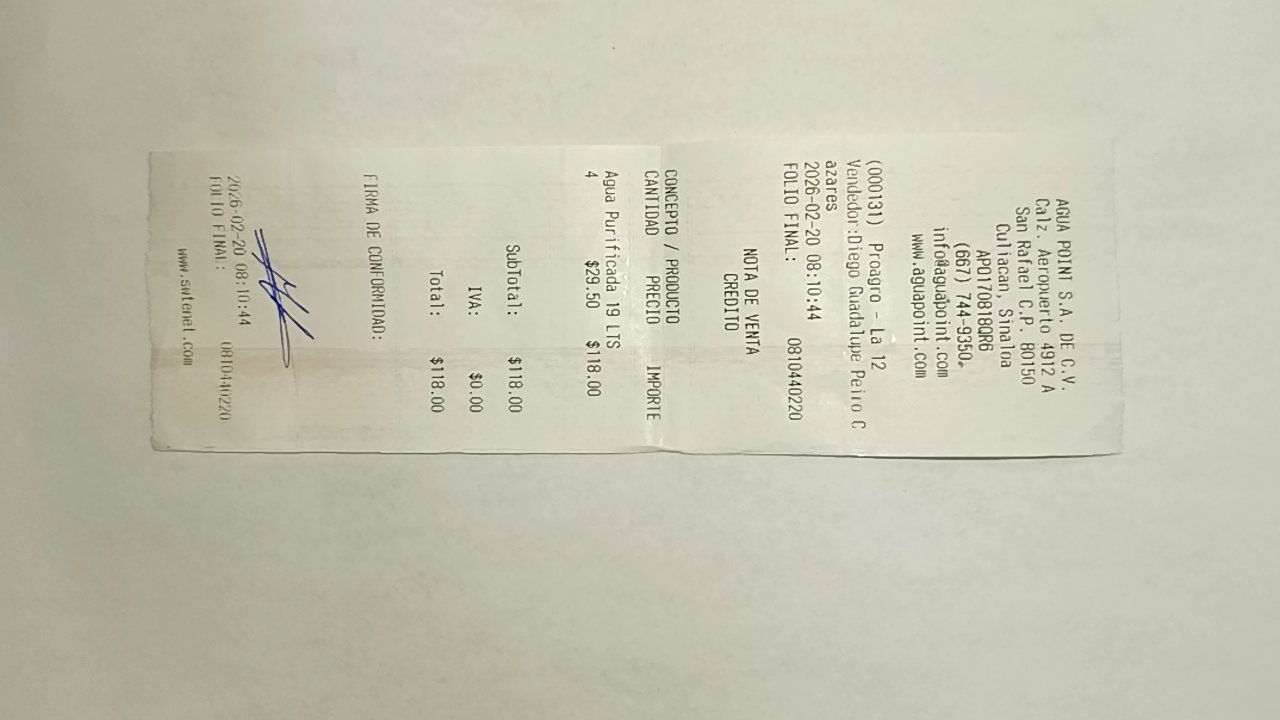 AGUA POINT S.A. DE C.V.
Calz. Aeropuerto 4912 A
San Rafael C.P. 80150
Culiacan, Sinaloa
APO170818QR6
(667) 744-9350.
info@aguapoint.com
www.aguapoint.com
(000131) Proagro - La 12
Vendedor:Diego Guadalupe Peiro C
azares
2026-02-20 08:10:44
FOLIO FINAL: 0810440220
NOTA DE VENTA
CREDITO
CONCEPTO / PRODUCTO
CANTIDAD PRECIO IMPORTE
Agua Purificada 19 LTS
4 $29.50 $118.00
SubTotal: $118.00
IVA: $0.00
Total: $118.00
FIRMA DE CONFORMIDAD:
2026-02-20 08:10:44
FOLIO FINAL: 0810440220
www.swtenet.com